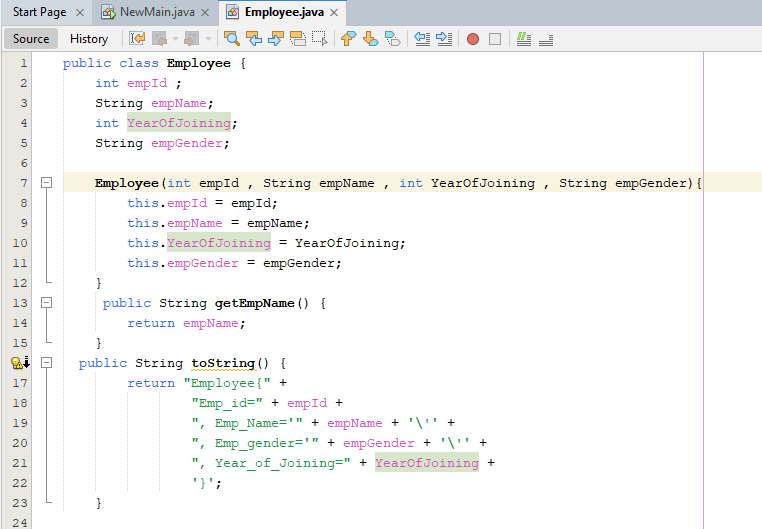 Start Page NewMain.java Employee.java
Source History
1 public class Employee {
2 int empId ;
3 String empName;
4 int YearOfJoining;
5 String empGender;
6
7 Employee(int empId , String empName , int YearOfJoining , String empGender){
8 this.empId = empId;
9 this.empName = empName;
10 this.YearOfJoining = YearOfJoining;
11 this.empGender = empGender;
12 }
13 public String getEmpName() {
14 return empName;
15 }
public String toString() {
17 return "Employee{" +
18 "Emp_id=" + empId +
19 ", Emp_Name='" + empName + '\'' +
20 ", Emp_gender='" + empGender + '\'' +
21 ", Year_of_Joining=" + YearOfJoining +
22 '}';
23 }
24